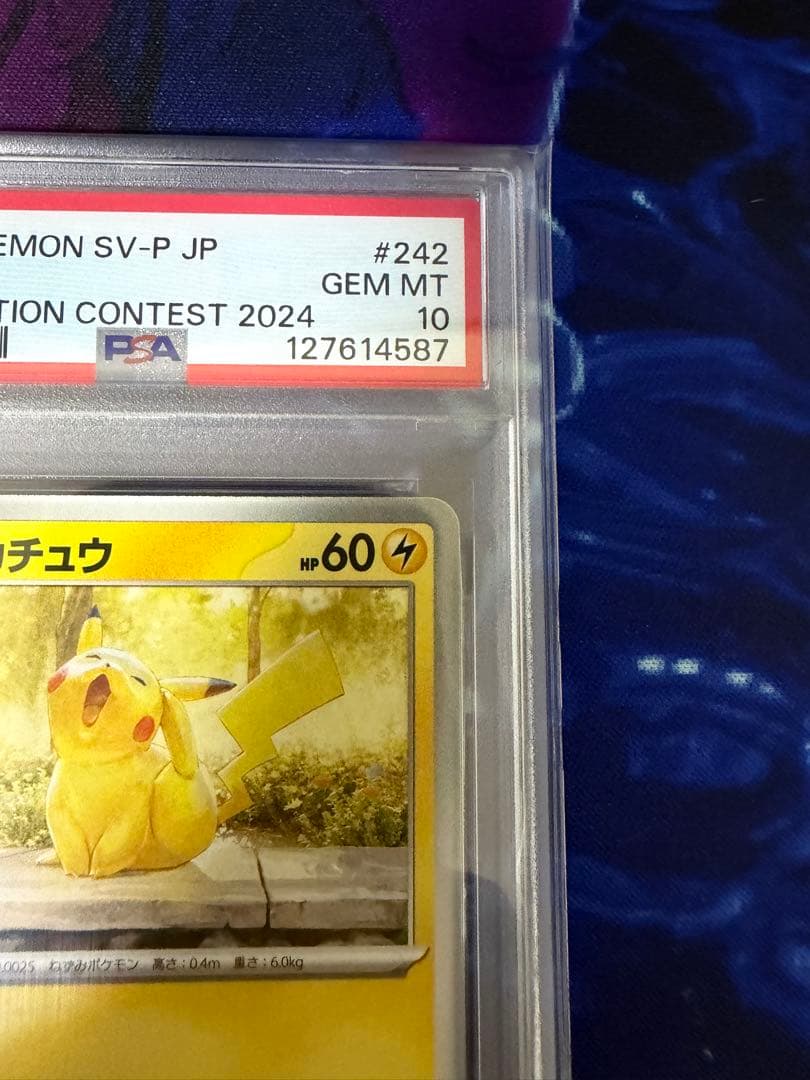 EMON SV-P JP #242
GEM MT
TION CONTEST 2024 10
PSA 127614587
チュウ HP60
0025 ねずみポケモン 高さ:0.4m 重さ:6.0kg